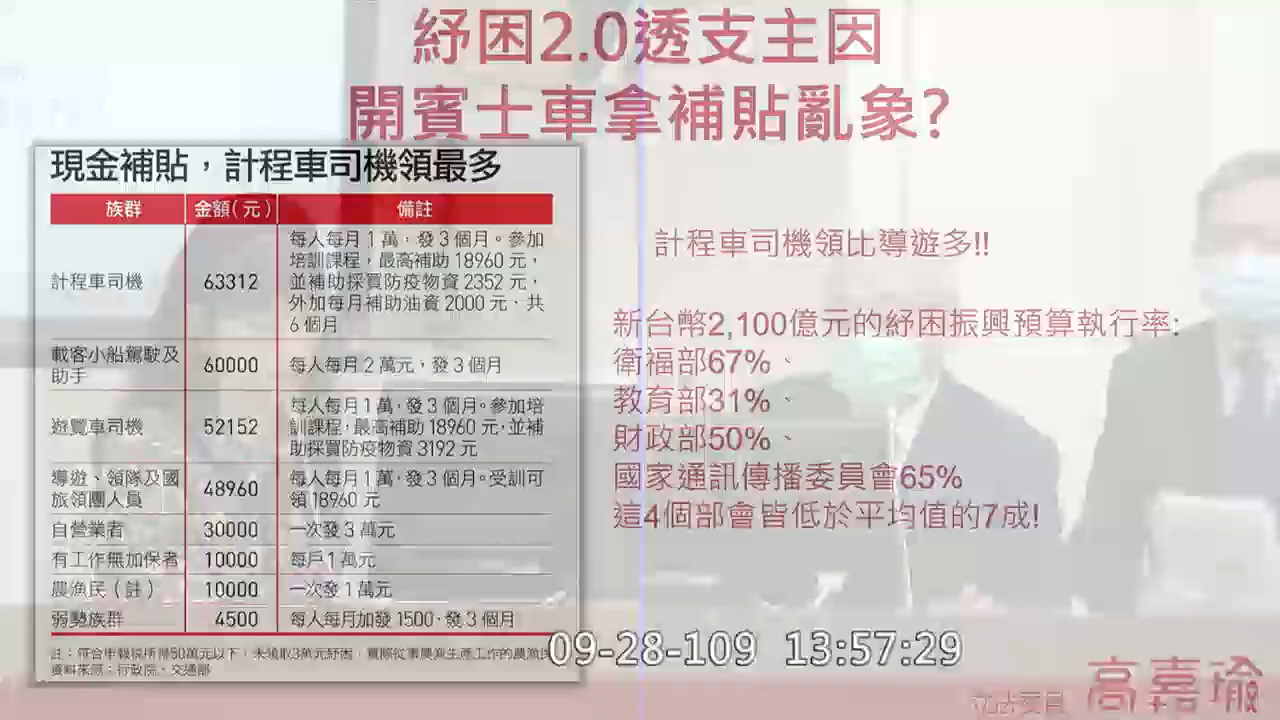 紓困2.0透支主因
開賓士車拿補貼亂象?
現金補貼，計程車司機領最多
族群 金額(元) 備註
計程車司機 63312 每人每月1萬，發3個月。參加
培訓課程，最高補助18960元，
並補助採買防疫物資2352元，
外加每月補助油資2000元、共
6個月
載客小船駕駛及
助手 60000 每人每月2萬元，發3個月
遊覽車司機 52152 每人每月1萬，發3個月。參加培
訓課程，最高補助18960元，並補
助採買防疫物資3192元
導遊、領隊及國
旅領團人員 48960 每人每月1萬，發3個月。受訓可
領18960元
自營業者 30000 一次發3萬元
有工作無加保者 10000 每戶1萬元
農漁民(註) 10000 一次發1萬元
弱勢族群 4500 每人每月加發1500，發3個月
資料來源：行政院、交通部
計程車司機領比導遊多!!
新台幣2,100億元的紓困振興預算執行率:
衛福部67%、
教育部31%、
財政部50%、
國家通訊傳播委員會65%
這4個部會皆低於平均值的7成!
09-28-109 13:57:29
立法委員 高嘉瑜